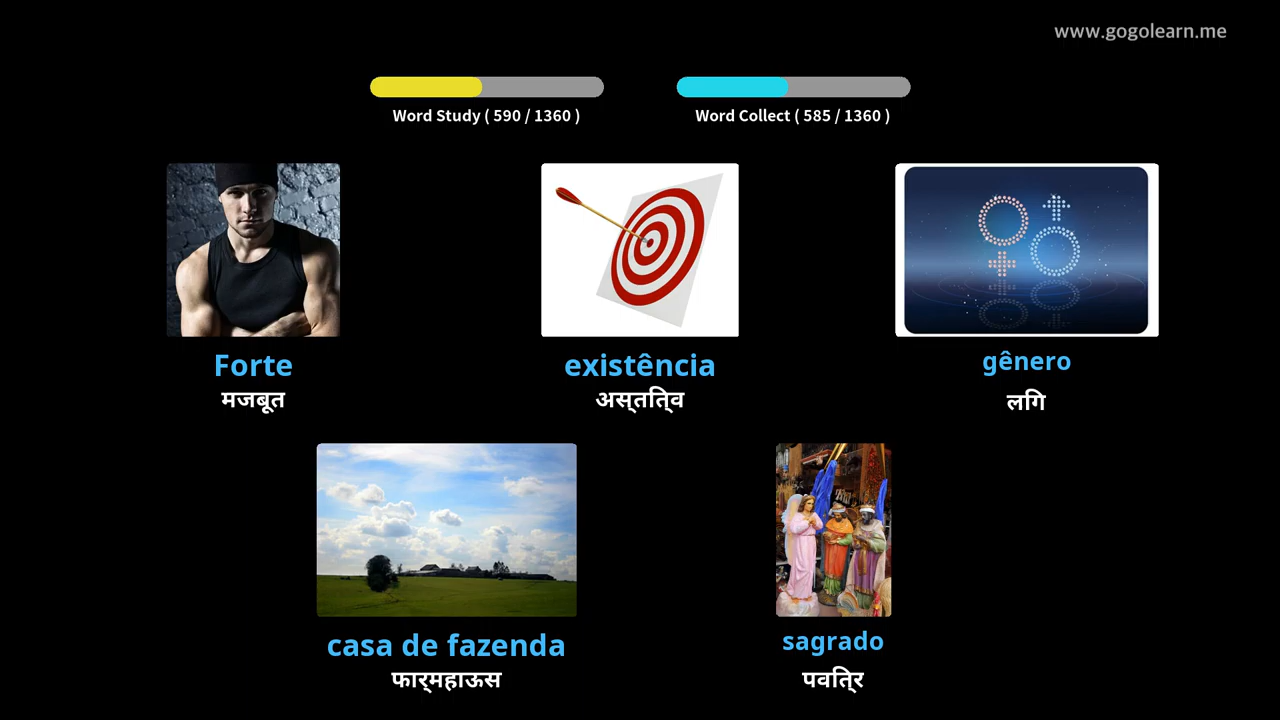 www.gogolearn.me
Word Study ( 590 / 1360 )
Word Collect ( 585 / 1360 )
Forte
मजबूत
existência
अस्तित्वि
gênero
लगि
casa de fazenda
फार्महाऊस
sagrado
पवित्रि